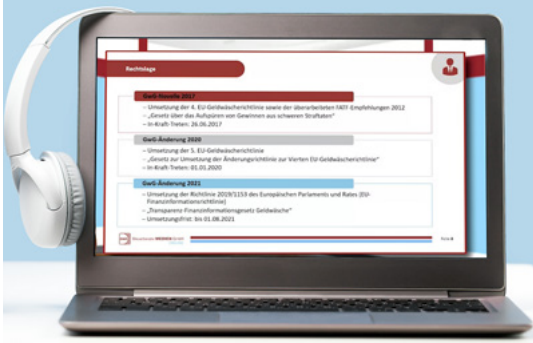 Rechtslage
GwG-Novelle 2017
– Umsetzung der 4. EU-Geldwäscherichtlinie sowie der überarbeiteten FATF-Empfehlungen 2012
– „Gesetz über das Aufspüren von Gewinnen aus schweren Straftaten“
– In-Kraft-Treten: 26.06.2017
GwG-Änderung 2020
– Umsetzung der 5. EU-Geldwäscherichtlinie
– „Gesetz zur Umsetzung der Änderungsrichtlinie zur Vierten EU-Geldwäscherichtlinie“
– In-Kraft-Treten: 01.01.2020
GwG-Änderung 2021
– Umsetzung der Richtlinie 2019/1153 des Europäischen Parlaments und Rates (EU-
Finanzinformationsrichtlinie)
– „Transparenz-Finanzinformationsgesetz Geldwäsche“
– Umsetzungsfrist: bis 01.08.2021
MEDIEN GmbH